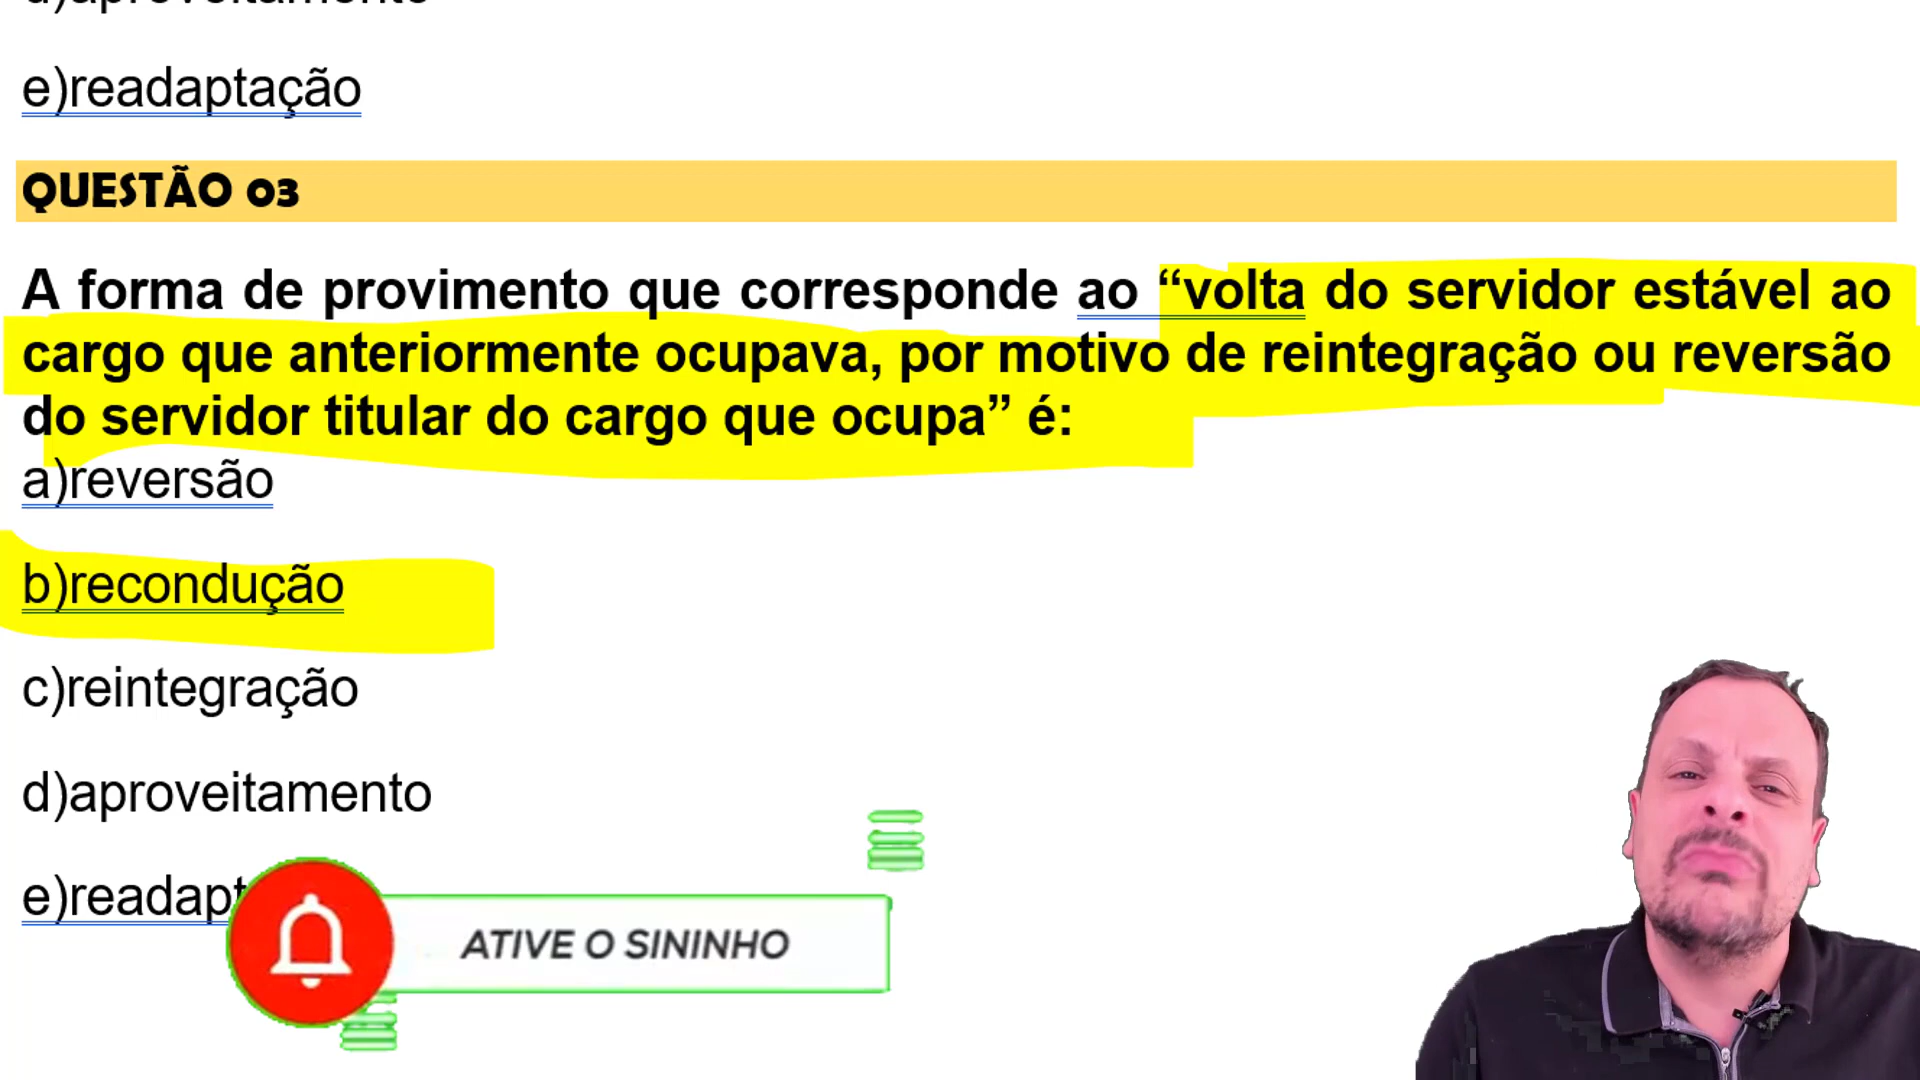 e)readaptação
QUESTÃO 03
A forma de provimento que corresponde ao “volta do servidor estável ao
cargo que anteriormente ocupava, por motivo de reintegração ou reversão
do servidor titular do cargo que ocupa” é:
a)reversão
b)recondução
c)reintegração
d)aproveitamento
e)readapt
ATIVE O SININHO